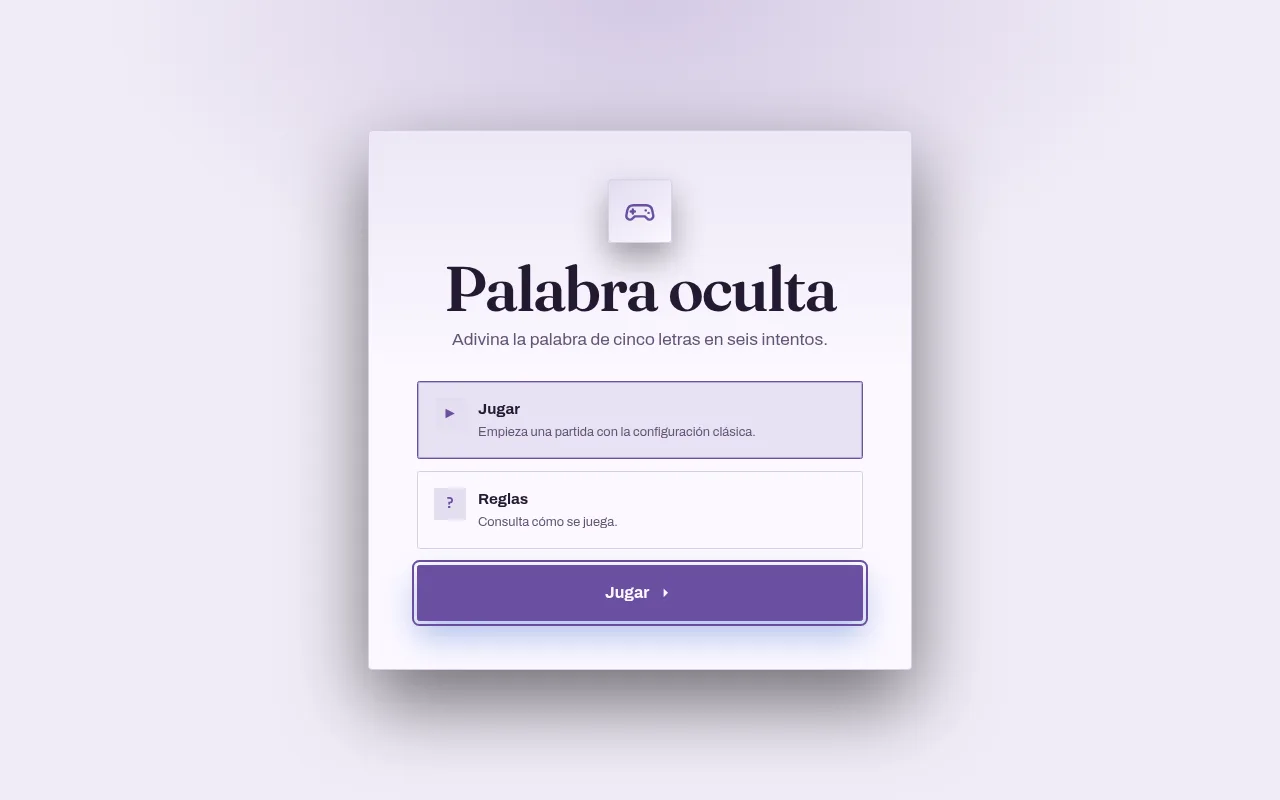 Palabra oculta
Adivina la palabra de cinco letras en seis intentos.
Jugar
Empieza una partida con la configuración clásica.
?
Reglas
Consulta cómo se juega.
Jugar